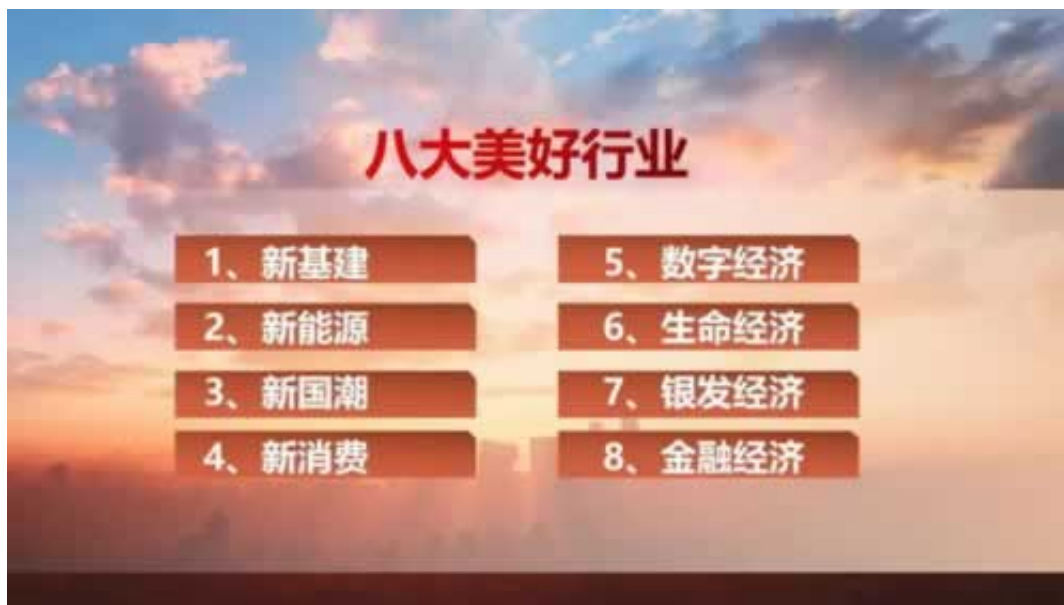 八大美好行业
1、新基建
2、新能源
3、新国潮
4、新消费
5、数字经济
6、生命经济
7、银发经济
8、金融经济